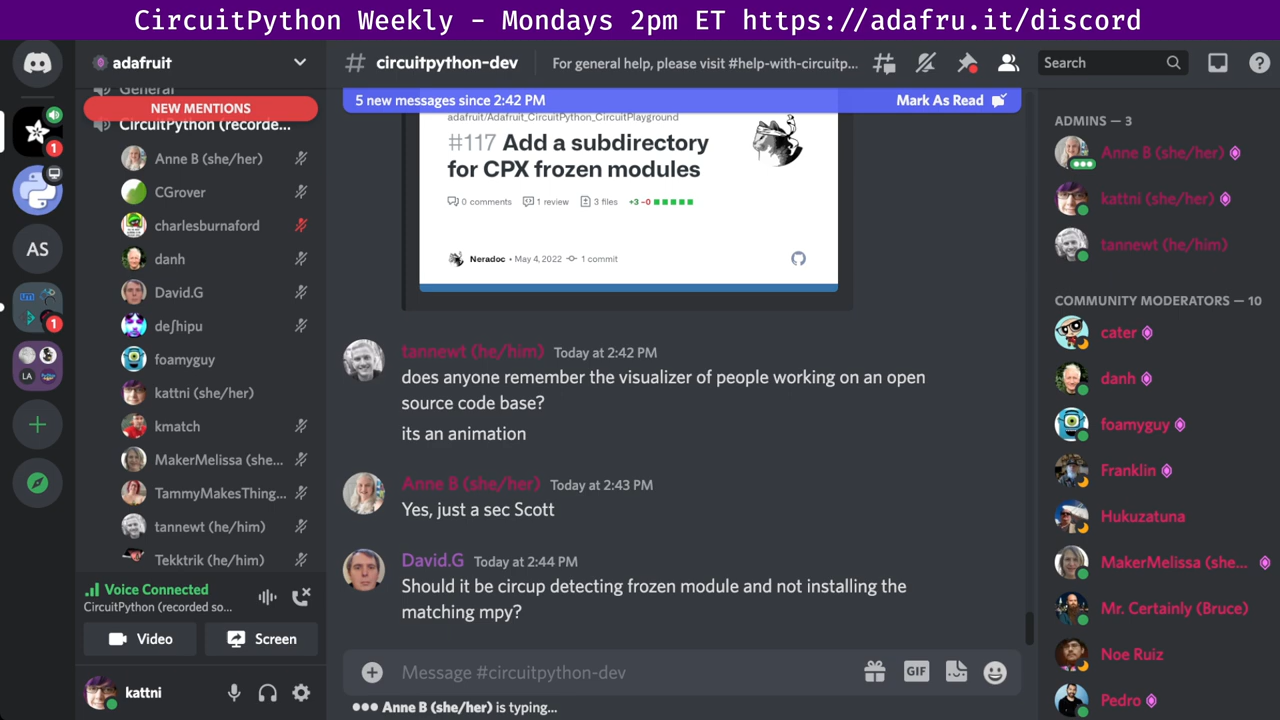 CircuitPython Weekly - Mondays 2pm ET https://adafru.it/discord
adafruit
General
NEW MENTIONS
CircuitPython (recorde...
Anne B (she/her)
CGrover
charlesburnaford
danh
David.G
deʃhipu
foamyguy
kattni (she/her)
kmatch
MakerMelissa (she...
TammyMakesThing...
tannewt (he/him)
Tekktrik (he/him)
Voice Connected
CircuitPython (recorded so...
Video
Screen
kattni
1
AS
1
LA
# circuitpython-dev
For general help, please visit #help-with-circuitp...
Search
5 new messages since 2:42 PM
Mark As Read
adafruit/Adafruit_CircuitPython_CircuitPlayground
#117 Add a subdirectory
for CPX frozen modules
0 comments
1 review
3 files
+3 −0
Neradoc • May 4, 2022
1 commit
tannewt (he/him) Today at 2:42 PM
does anyone remember the visualizer of people working on an open
source code base?
its an animation
Anne B (she/her) Today at 2:43 PM
Yes, just a sec Scott
David.G Today at 2:44 PM
Should it be circup detecting frozen module and not installing the
matching mpy?
Message #circuitpython-dev
GIF
Anne B (she/her) is typing...
ADMINS — 3
Anne B (she/her)
kattni (she/her)
tannewt (he/him)
COMMUNITY MODERATORS — 10
cater
danh
foamyguy
Franklin
Hukuzatuna
MakerMelissa (she...
Mr. Certainly (Bruce)
Noe Ruiz
Pedro